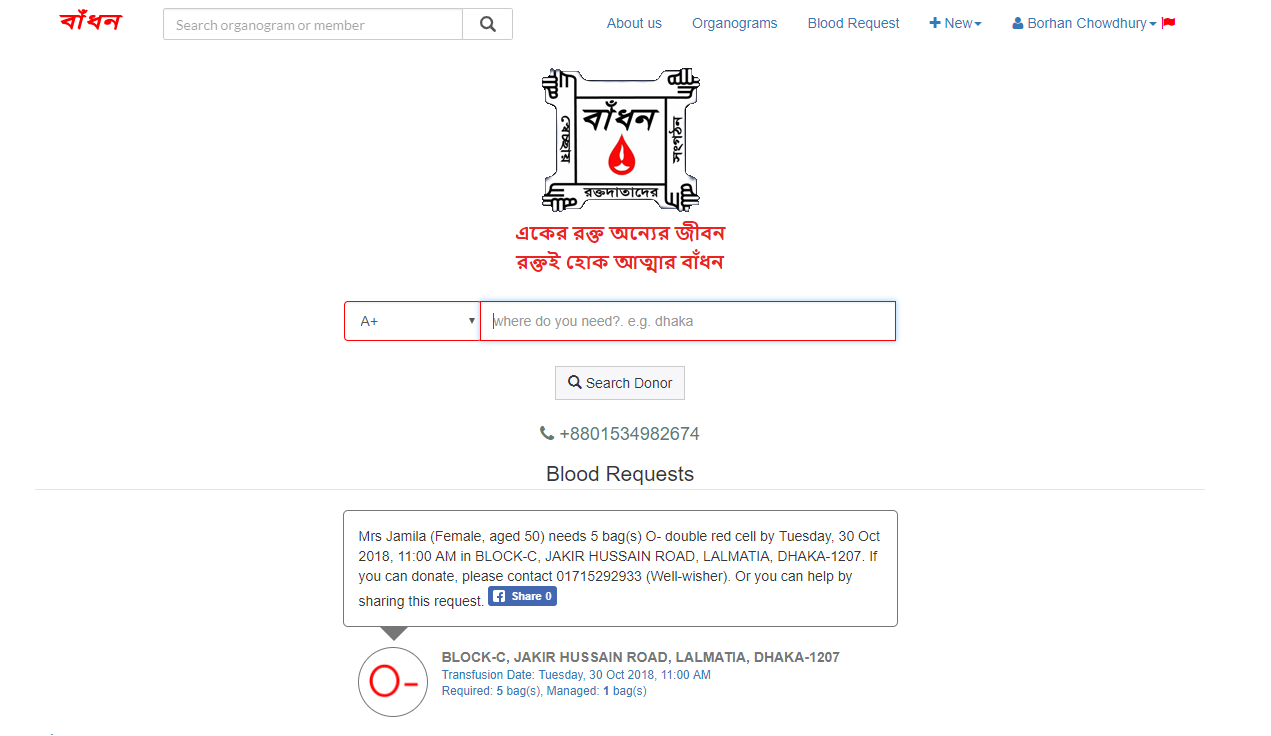 বাঁধন
Search organogram or member
About us
Organograms
Blood Request
New
Borhan Chowdhury
বাঁধন
স্বেচ্ছায়
সংগঠন
রক্তদাতাদের
একের রক্ত অন্যের জীবন
রক্তই হোক আত্মার বাঁধন
A+
where do you need?. e.g. dhaka
Search Donor
+8801534982674
Blood Requests
Mrs Jamila (Female, aged 50) needs 5 bag(s) O- double red cell by Tuesday, 30 Oct
2018, 11:00 AM in BLOCK-C, JAKIR HUSSAIN ROAD, LALMATIA, DHAKA-1207. If
you can donate, please contact 01715292933 (Well-wisher). Or you can help by
sharing this request. Share 0
O-
BLOCK-C, JAKIR HUSSAIN ROAD, LALMATIA, DHAKA-1207
Transfusion Date: Tuesday, 30 Oct 2018, 11:00 AM
Required: 5 bag(s), Managed: 1 bag(s)